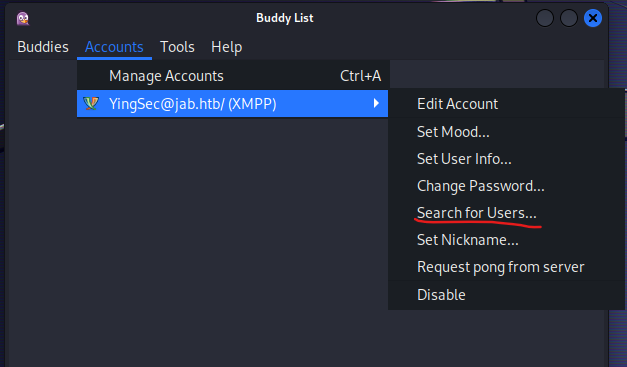 Buddy List
Buddies Accounts Tools Help
Manage Accounts Ctrl+A
YingSec@jab.htb/ (XMPP)
Edit Account
Set Mood...
Set User Info...
Change Password...
Search for Users...
Set Nickname...
Request pong from server
Disable